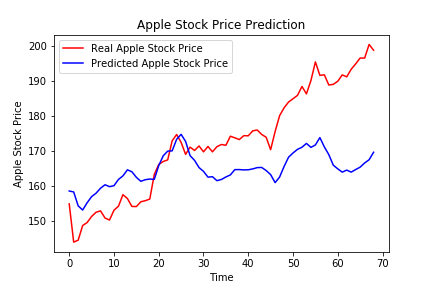 Apple Stock Price Prediction
Real Apple Stock Price
Predicted Apple Stock Price
Apple Stock Price
200
190
180
170
160
150
0 10 20 30 40 50 60 70
Time